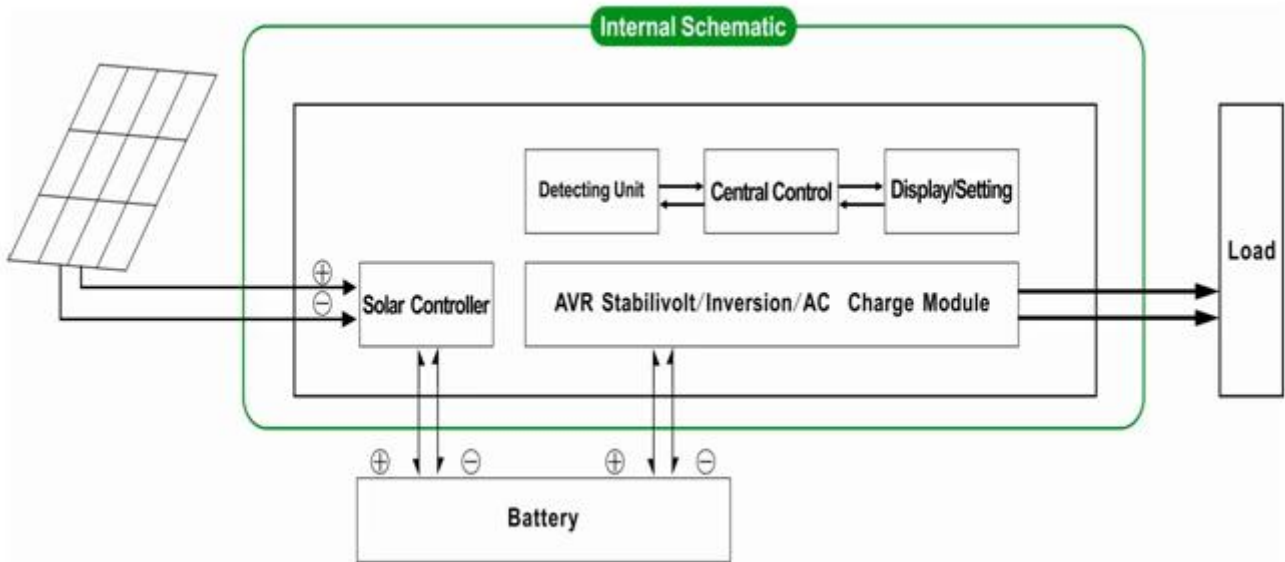 Internal Schematic
Detecting Unit
Central Control
Display/Setting
Load
⊕
⊖
Solar Controller
AVR Stabilivolt/Inversion/AC Charge Module
⊕ ⊖ ⊕ ⊖
Battery